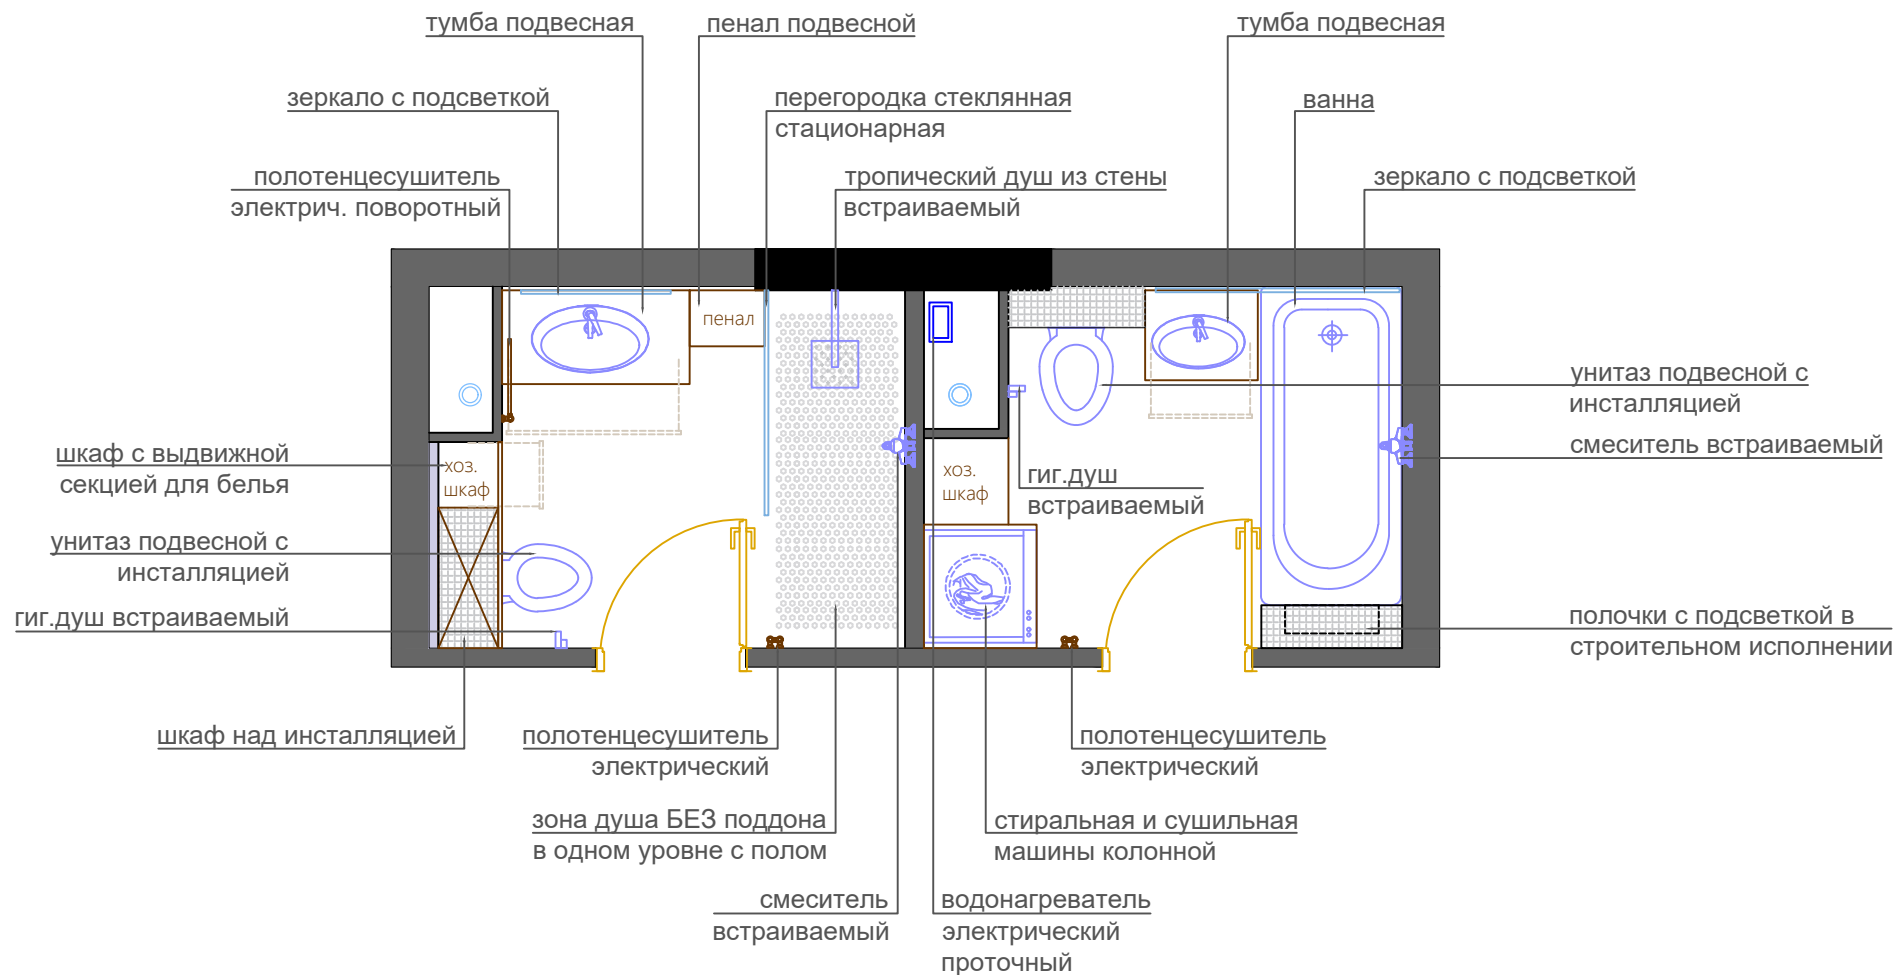 тумба подвесная
пенал подвесной
тумба подвесная
зеркало с подсветкой
перегородка стеклянная
стационарная
ванна
полотенцесушитель
электрич. поворотный
тропический душ из стены
встраиваемый
зеркало с подсветкой
пенал
унитаз подвесной с
инсталляцией
смеситель встраиваемый
шкаф с выдвижной
секцией для белья
хоз.
шкаф
хоз.
шкаф
гиг.душ
встраиваемый
унитаз подвесной с
инсталляцией
гиг.душ встраиваемый
полочки с подсветкой в
строительном исполнении
шкаф над инсталляцией
полотенцесушитель
электрический
полотенцесушитель
электрический
зона душа БЕЗ поддона
в одном уровне с полом
стиральная и сушильная
машины колонной
смеситель
встраиваемый
водонагреватель
электрический
проточный